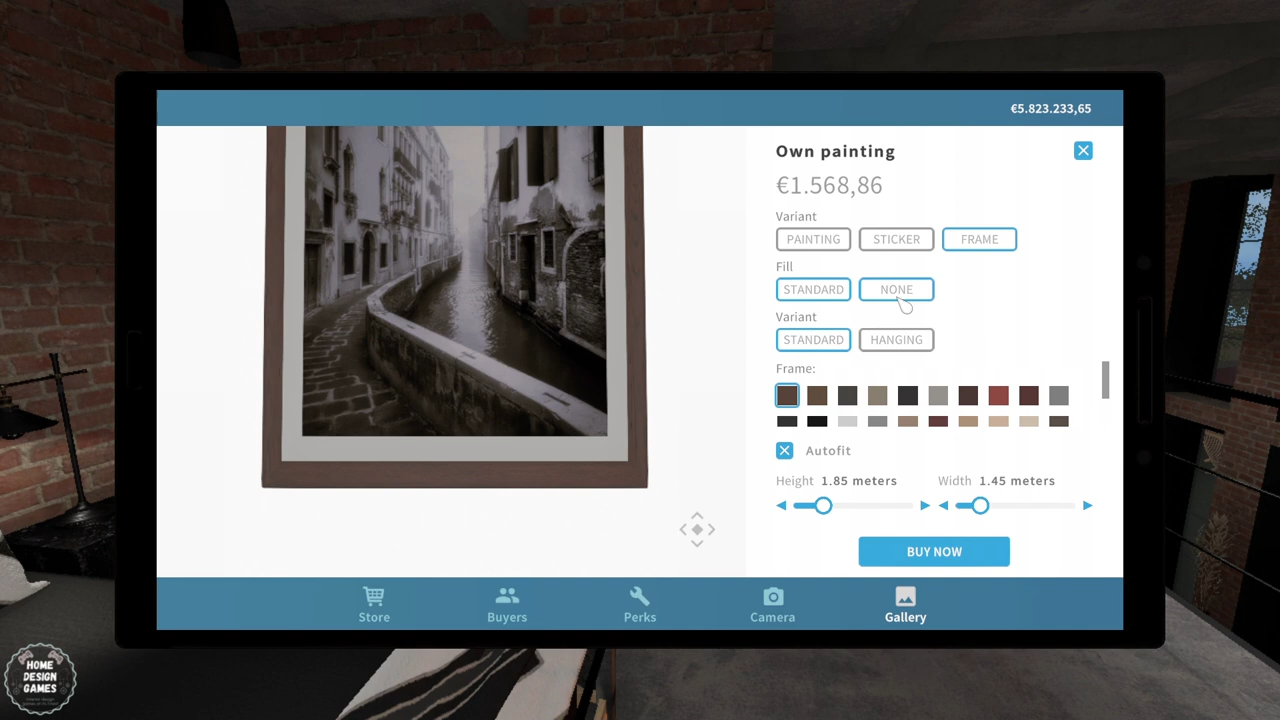 €5.823.233,65
Own painting
€1.568,86
Variant
PAINTING STICKER FRAME
Fill
STANDARD NONE
Variant
STANDARD HANGING
Frame:
Autofit
Height 1.85 meters Width 1.45 meters
BUY NOW
Store Buyers Perks Camera Gallery
HOME
DESIGN
GAMES